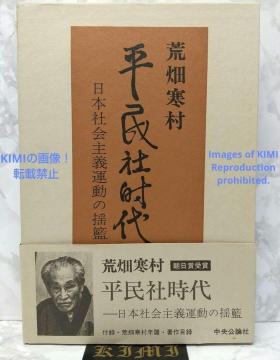 荒畑寒村
平民社时代
日本社会主義運動の揺籃
KIMIの画像！
転載禁止
Images of KIMI
Reproduction
prohibited.
荒畑寒村 朝日賞受賞
平民社時代
——日本社会主義運動の揺籃
付録・荒畑寒村年譜・著作目録 中央公論社
KIMI